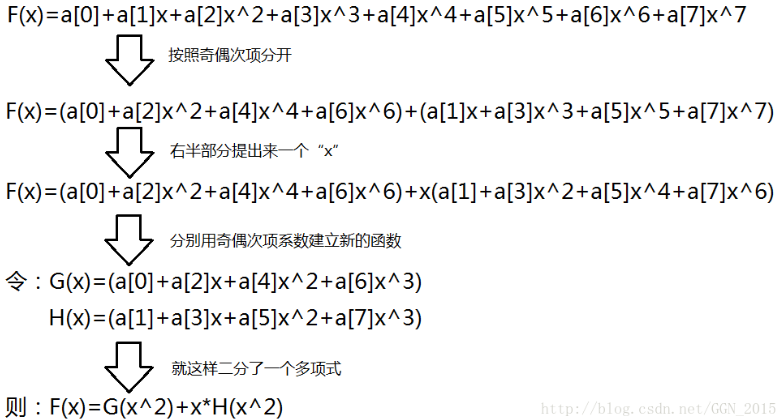 F(x)=a[0]+a[1]x+a[2]x^2+a[3]x^3+a[4]x^4+a[5]x^5+a[6]x^6+a[7]x^7
按照奇偶次项分开
F(x)=(a[0]+a[2]x^2+a[4]x^4+a[6]x^6)+(a[1]x+a[3]x^3+a[5]x^5+a[7]x^7)
右半部分提出来一个“x”
F(x)=(a[0]+a[2]x^2+a[4]x^4+a[6]x^6)+x(a[1]+a[3]x^2+a[5]x^4+a[7]x^6)
分别用奇偶次项系数建立新的函数
令：G(x)=(a[0]+a[2]x+a[4]x^2+a[6]x^3)
H(x)=(a[1]+a[3]x+a[5]x^2+a[7]x^3)
就这样二分了一个多项式
则：F(x)=G(x^2)+x*H(x^2)
http://blog.csdn.net/GGN_2015